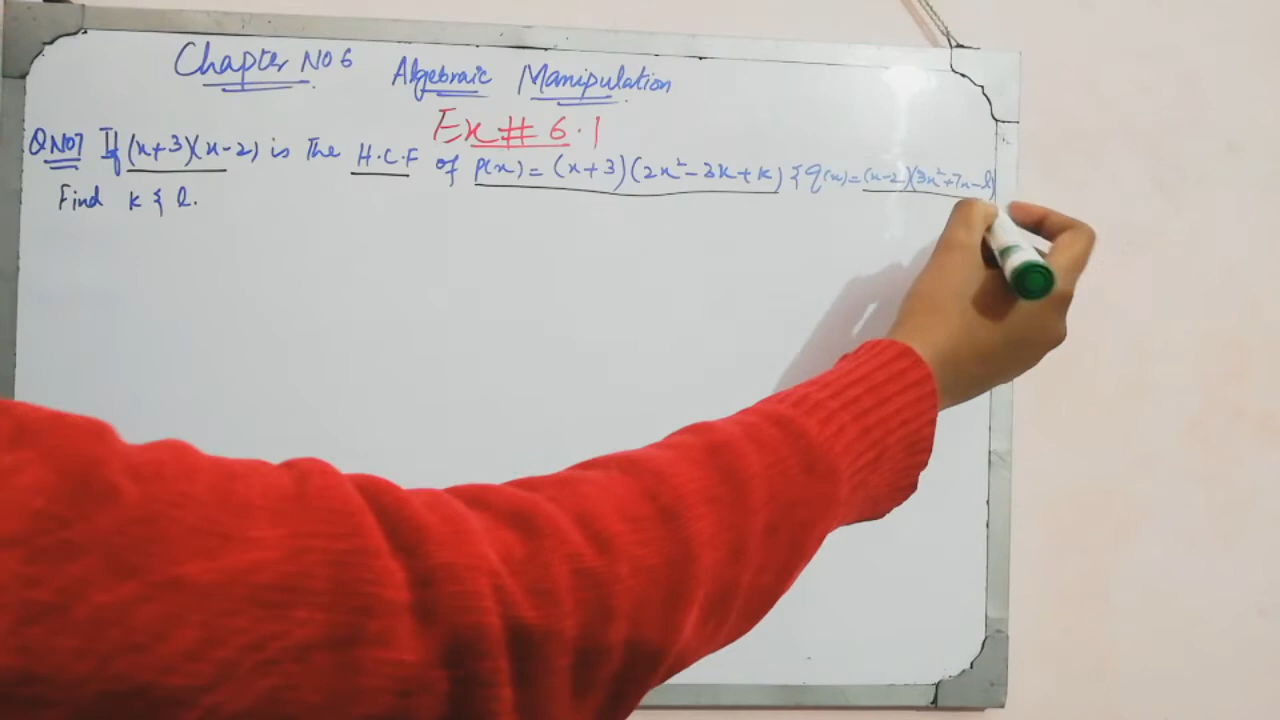 Chapter No 6 Algebraic Manipulation
Ex # 6.1
Q No7 If (x+3)(x-2) is The H.C.F of P(x) = (x+3)(2x²-3x+k) & q(x)=(x-2)(3x²+7x-l)
Find k & l.